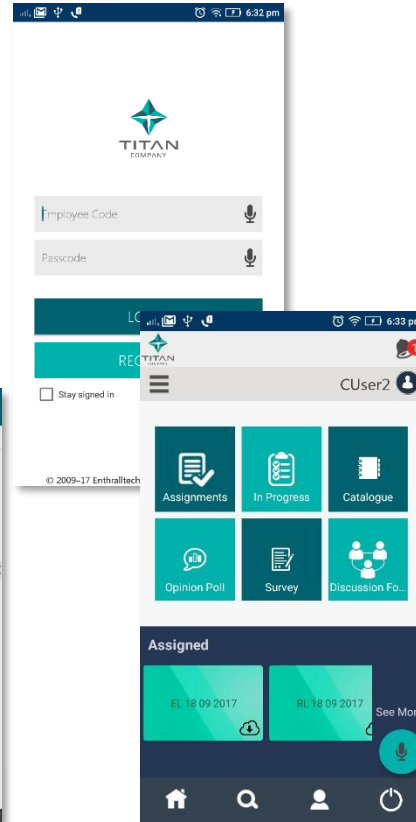 6:32 pm
TITAN
COMPANY
Employee Code
Passcode
Stay signed in
© 2009-17 Enthralltech
6:33 pm
TITAN
CUser2
Assignments
In Progress
Catalogue
Opinion Poll
Survey
Discussion Fo...
Assigned
EL 18 09 2017
RL 18 09 2017
See Mor